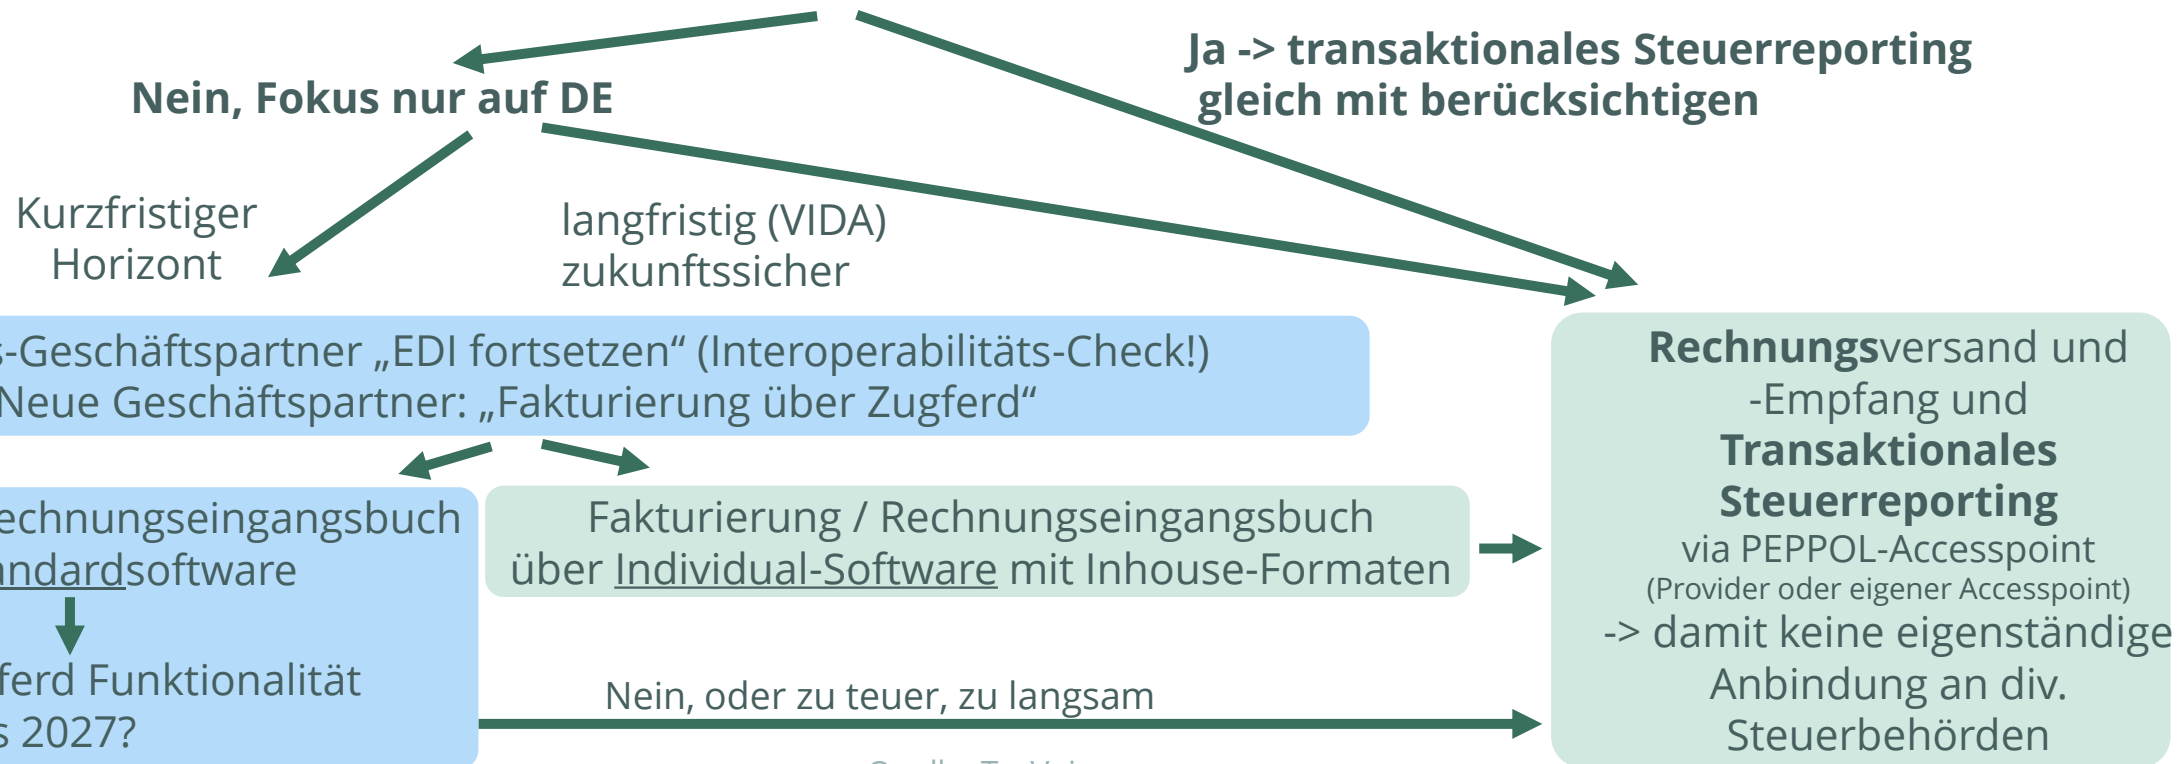 Ja -> transaktionales Steuerreporting
gleich mit berücksichtigen
Nein, Fokus nur auf DE
Kurzfristiger
Horizont
langfristig (VIDA)
zukunftssicher
s-Geschäftspartner „EDI fortsetzen“ (Interoperabilitäts-Check!)
Neue Geschäftspartner: „Fakturierung über Zugferd“
echnungseingangsbuch
andardsoftware
ferd Funktionalität
s 2027?
Fakturierung / Rechnungseingangsbuch
über Individual-Software mit Inhouse-Formaten
Nein, oder zu teuer, zu langsam
Rechnungsversand und
-Empfang und
Transaktionales
Steuerreporting
via PEPPOL-Accesspoint
(Provider oder eigener Accesspoint)
-> damit keine eigenständige
Anbindung an div.
Steuerbehörden